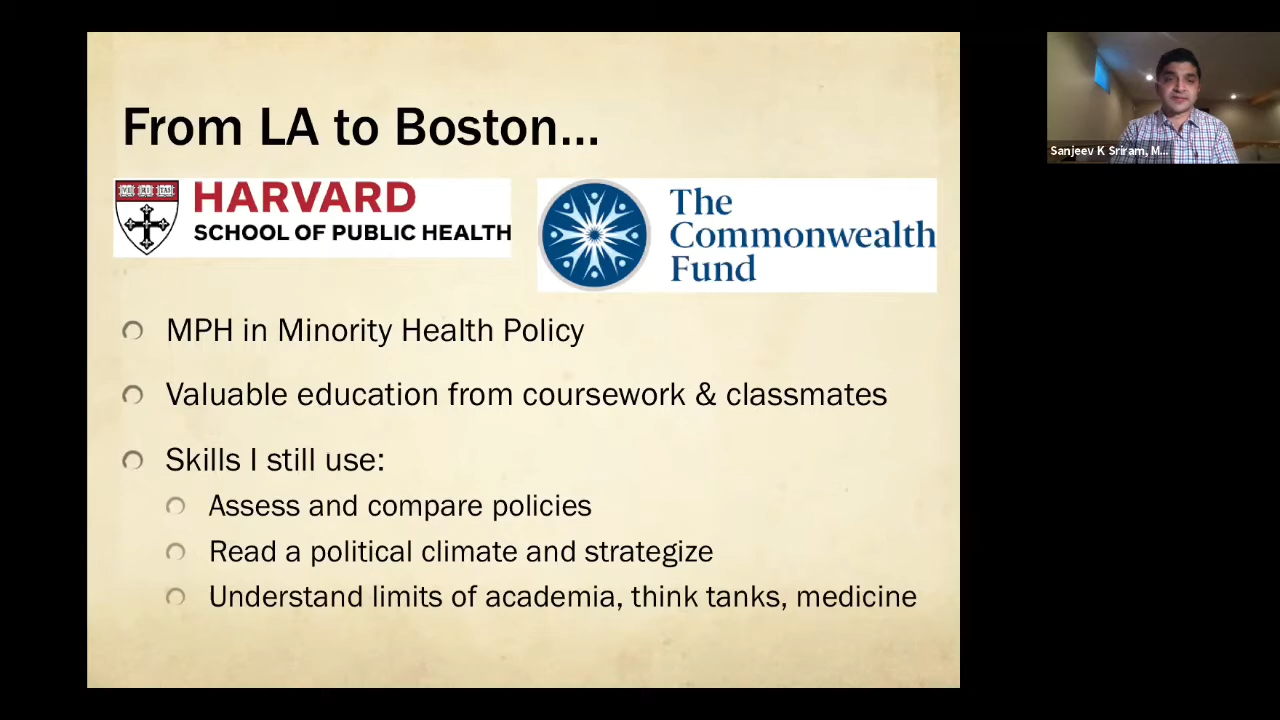 From LA to Boston...
HARVARD
SCHOOL OF PUBLIC HEALTH
The
Commonwealth
Fund
MPH in Minority Health Policy
Valuable education from coursework & classmates
Skills I still use:
Assess and compare policies
Read a political climate and strategize
Understand limits of academia, think tanks, medicine
Sanjeev K Sriram, M...